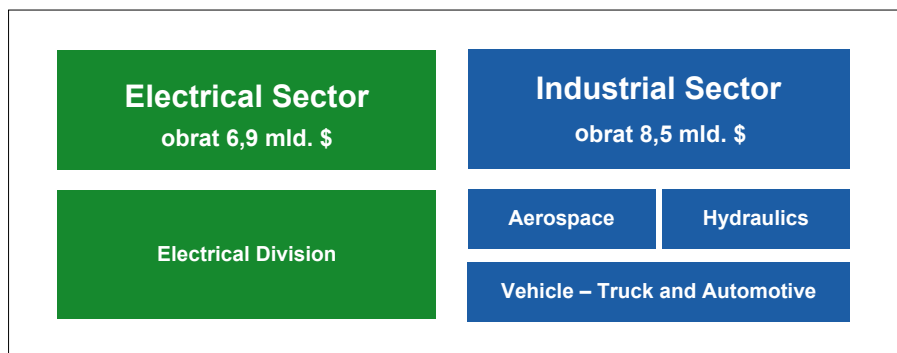 Electrical Sector
obrat 6,9 mld. $
Electrical Division
Industrial Sector
obrat 8,5 mld. $
Aerospace
Hydraulics
Vehicle – Truck and Automotive